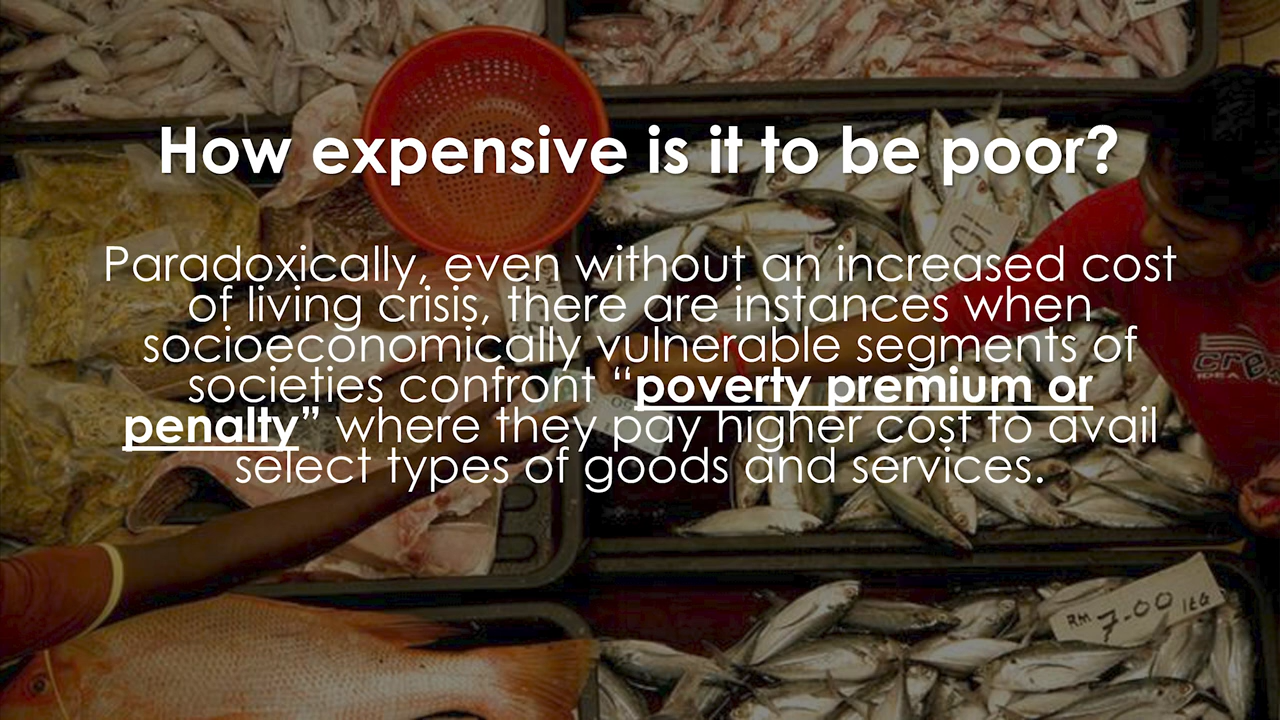 How expensive is it to be poor?
Paradoxically, even without an increased cost
of living crisis, there are instances when
socioeconomically vulnerable segments of
societies confront “poverty premium or
penalty” where they pay higher cost to avail
select types of goods and services.
RM 7.00 1KG